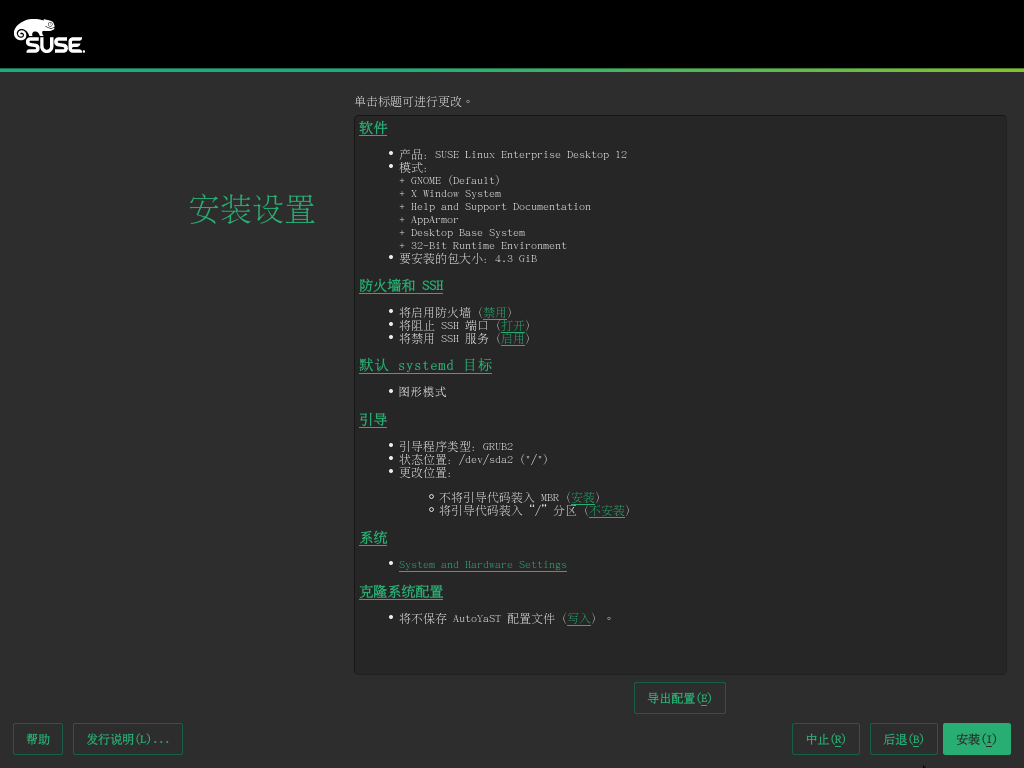 SUSE.
单击标题可进行更改。
安装设置
软件
• 产品: SUSE Linux Enterprise Desktop 12
• 模式:
+ GNOME (Default)
+ X Window System
+ Help and Support Documentation
+ AppArmor
+ Desktop Base System
+ 32-Bit Runtime Environment
• 要安装的包大小: 4.3 GiB
防火墙和 SSH
• 将启用防火墙 (禁用)
• 将阻止 SSH 端口 (打开)
• 将禁用 SSH 服务 (启用)
默认 systemd 目标
• 图形模式
引导
• 引导程序类型: GRUB2
• 状态位置: /dev/sda2 ("/")
• 更改位置:
◦ 不将引导代码装入 MBR (安装)
◦ 将引导代码装入“/”分区 (不安装)
系统
• System and Hardware Settings
克隆系统配置
• 将不保存 AutoYaST 配置文件 (写入) 。
导出配置(E)
帮助 发行说明(L)... 中止(R) 后退(B) 安装(I)